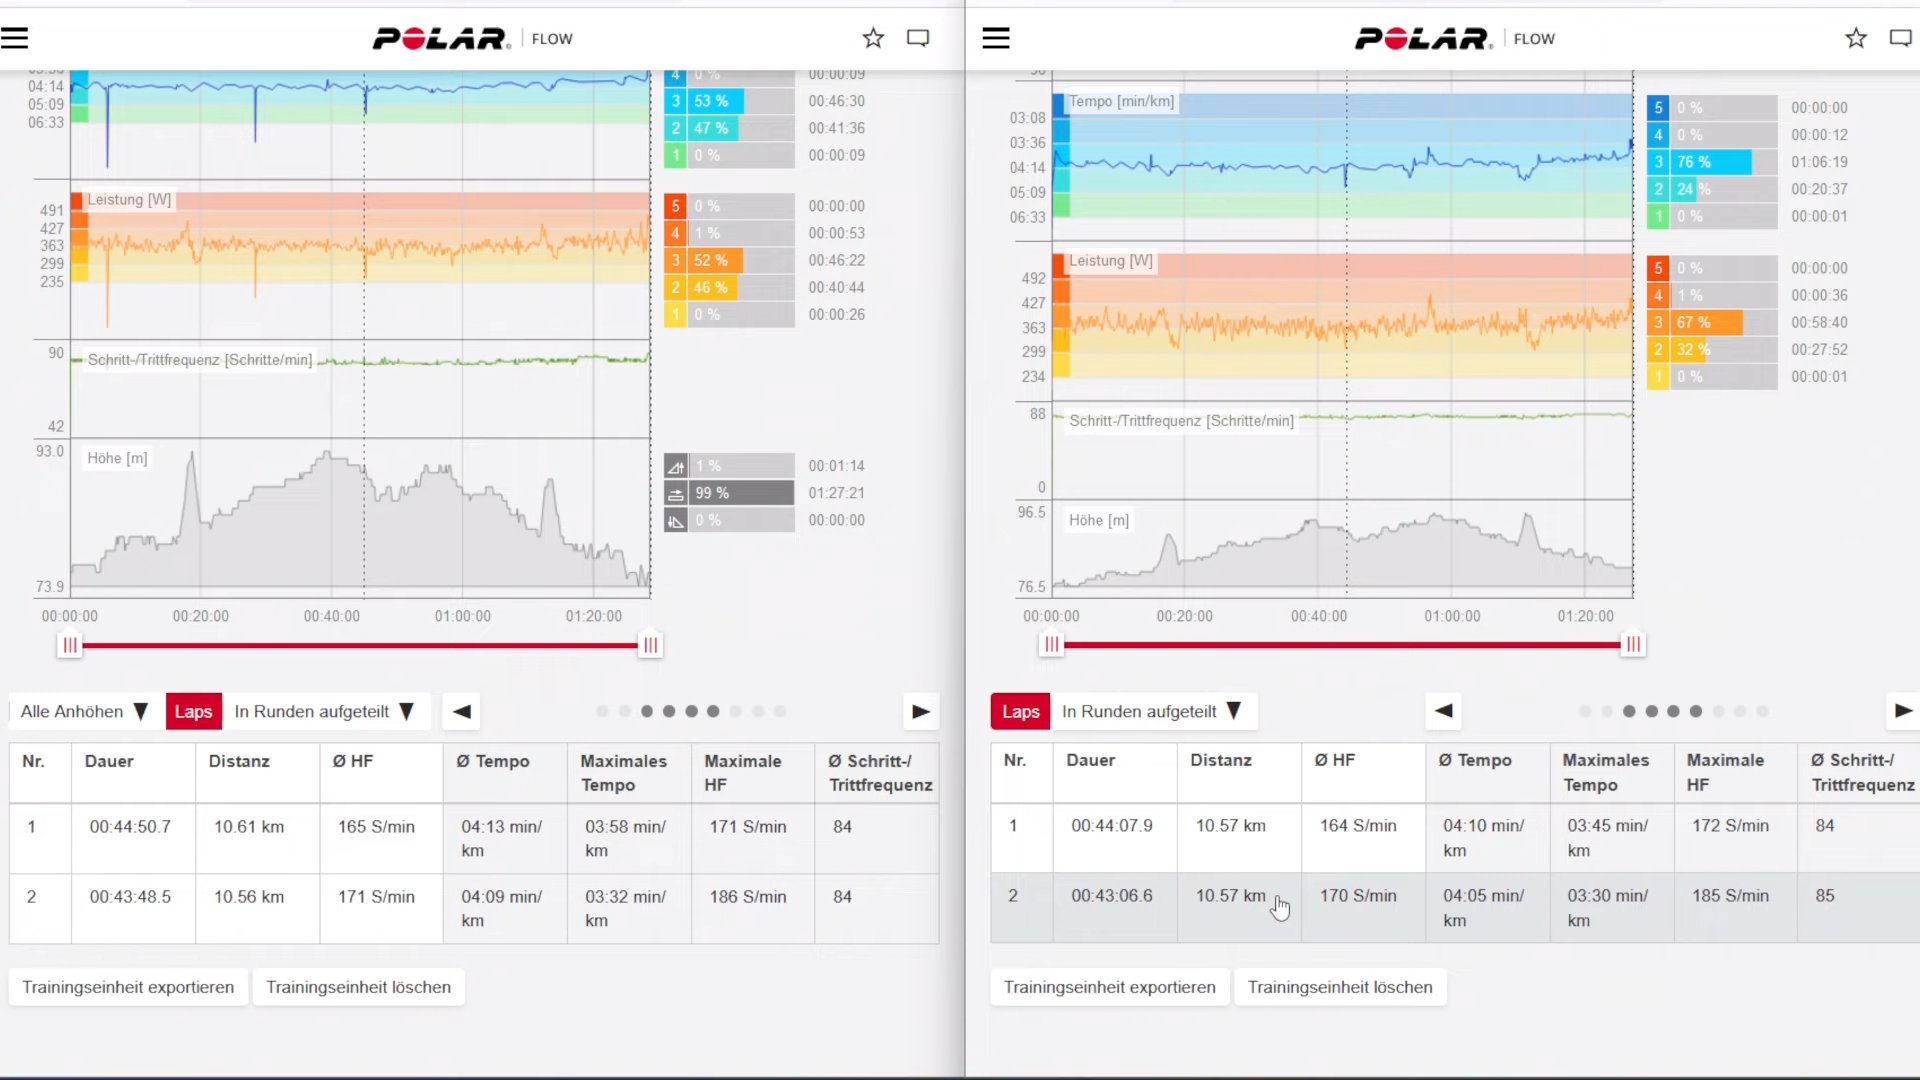 POLAR FLOW
04:14
05:09
06:33
4 0 % 00:00:09
3 53 % 00:46:30
2 47 % 00:41:36
1 0 % 00:00:09
Leistung [W]
491
427
363
299
235
5 0 % 00:00:00
4 1 % 00:00:53
3 52 % 00:46:22
2 46 % 00:40:44
1 0 % 00:00:26
Schritt-/Trittfrequenz [Schritte/min]
90
42
Höhe [m]
93.0
73.9
1 % 00:01:14
99 % 01:27:21
0 % 00:00:00
00:00:00 00:20:00 00:40:00 01:00:00 01:20:00
Alle Anhöhen Laps In Runden aufgeteilt
Nr. Dauer Distanz Ø HF Ø Tempo Maximales Tempo Maximale HF Ø Schritt-/Trittfrequenz
1 00:44:50.7 10.61 km 165 S/min 04:13 min/km 03:58 min/km 171 S/min 84
2 00:43:48.5 10.56 km 171 S/min 04:09 min/km 03:32 min/km 186 S/min 84
Trainingseinheit exportieren Trainingseinheit löschen
POLAR FLOW
Tempo [min/km]
03:08
03:36
04:14
05:09
06:33
5 0 % 00:00:00
4 0 % 00:00:12
3 76 % 01:06:19
2 24 % 00:20:37
1 0 % 00:00:01
Leistung [W]
492
427
363
299
234
5 0 % 00:00:00
4 1 % 00:00:36
3 67 % 00:58:40
2 32 % 00:27:52
1 0 % 00:00:01
Schritt-/Trittfrequenz [Schritte/min]
88
0
Höhe [m]
96.5
76.5
00:00:00 00:20:00 00:40:00 01:00:00 01:20:00
Laps In Runden aufgeteilt
Nr. Dauer Distanz Ø HF Ø Tempo Maximales Tempo Maximale HF Ø Schritt-/Trittfrequenz
1 00:44:07.9 10.57 km 164 S/min 04:10 min/km 03:45 min/km 172 S/min 84
2 00:43:06.6 10.57 km 170 S/min 04:05 min/km 03:30 min/km 185 S/min 85
Trainingseinheit exportieren Trainingseinheit löschen